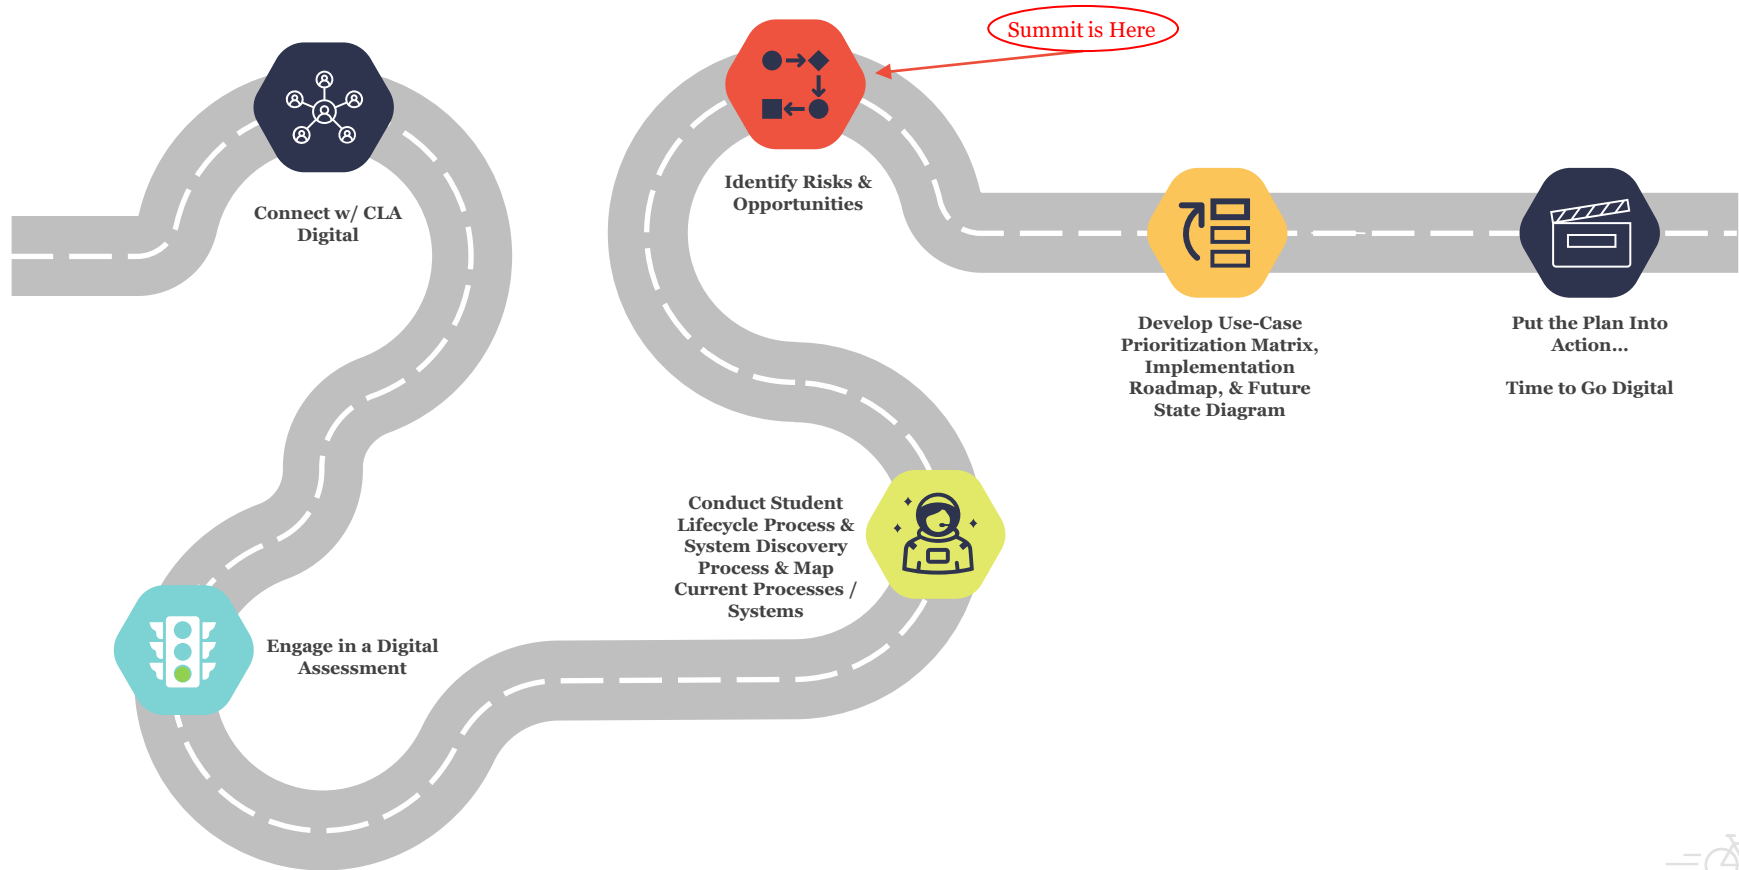 Summit is Here
Connect w/ CLA
Digital
Identify Risks &
Opportunities
Develop Use-Case
Prioritization Matrix,
Implementation
Roadmap, & Future
State Diagram
Put the Plan Into
Action...
Time to Go Digital
Conduct Student
Lifecycle Process &
System Discovery
Process & Map
Current Processes /
Systems
Engage in a Digital
Assessment